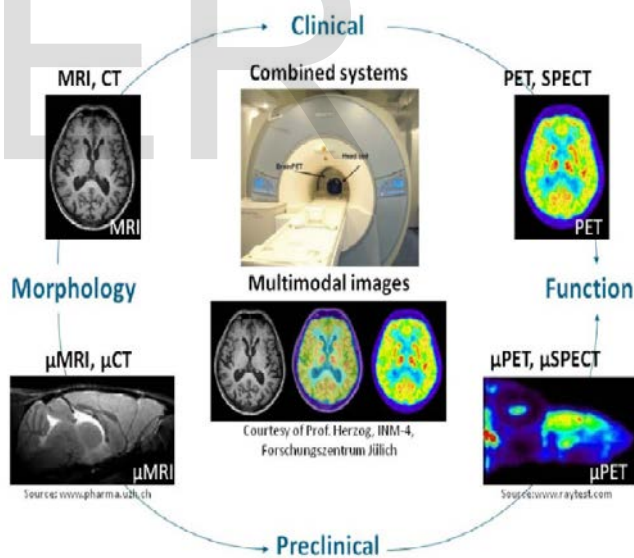 ER
Clinical
MRI, CT
Combined systems
PET, SPECT
BrainPET
Head coil
MRI
PET
Morphology
Multimodal images
Function
µMRI, µCT
µPET, µSPECT
Courtesy of Prof. Herzog, INM-4,
Forschungszentrum Jülich
µMRI
µPET
Source: www.pharma.uzh.ch
Source:www.raytest.com
Preclinical